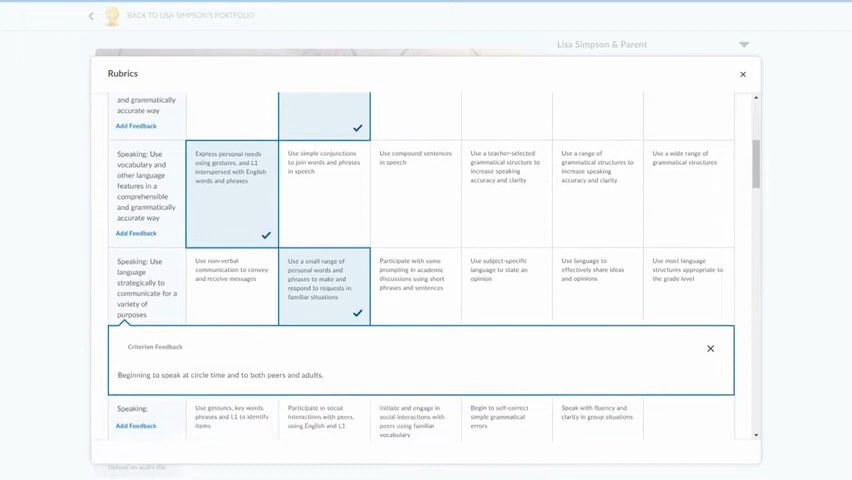 BACK TO LISA SIMPSON'S PORTFOLIO
Lisa Simpson & Parent
Rubrics
and grammatically
accurate way
Add Feedback
Speaking: Use
vocabulary and
other language
features in a
comprehensible
and grammatically
accurate way
Add Feedback
Express personal needs
using gestures, and L1
interspersed with English
words and phrases
Use simple conjunctions
to join words and phrases
in speech
Use compound sentences
in speech
Use a teacher-selected
grammatical structure to
increase speaking
accuracy and clarity
Use a range of
grammatical structures to
increase speaking
accuracy and clarity
Use a wide range of
grammatical structures
Speaking: Use
language
strategically to
communicate for a
variety of
purposes
Use non-verbal
communication to convey
and receive messages
Use a small range of
personal words and
phrases to make and
respond to requests in
familiar situations
Participate with some
prompting in academic
discussions using short
phrases and sentences
Use subject-specific
language to state an
opinion
Use language to
effectively share ideas
and opinions
Use most language
structures appropriate to
the grade level
Criterion Feedback
Beginning to speak at circle time and to both peers and adults.
Speaking:
Add Feedback
Use gestures, key words,
phrases and L1 to identify
items
Participate in social
interactions with peers,
using English and L1
Initiate and engage in
social interactions with
peers using familiar
vocabulary
Begin to self-correct
simple grammatical
errors
Speak with fluency and
clarity in group situations
Upload an audio file